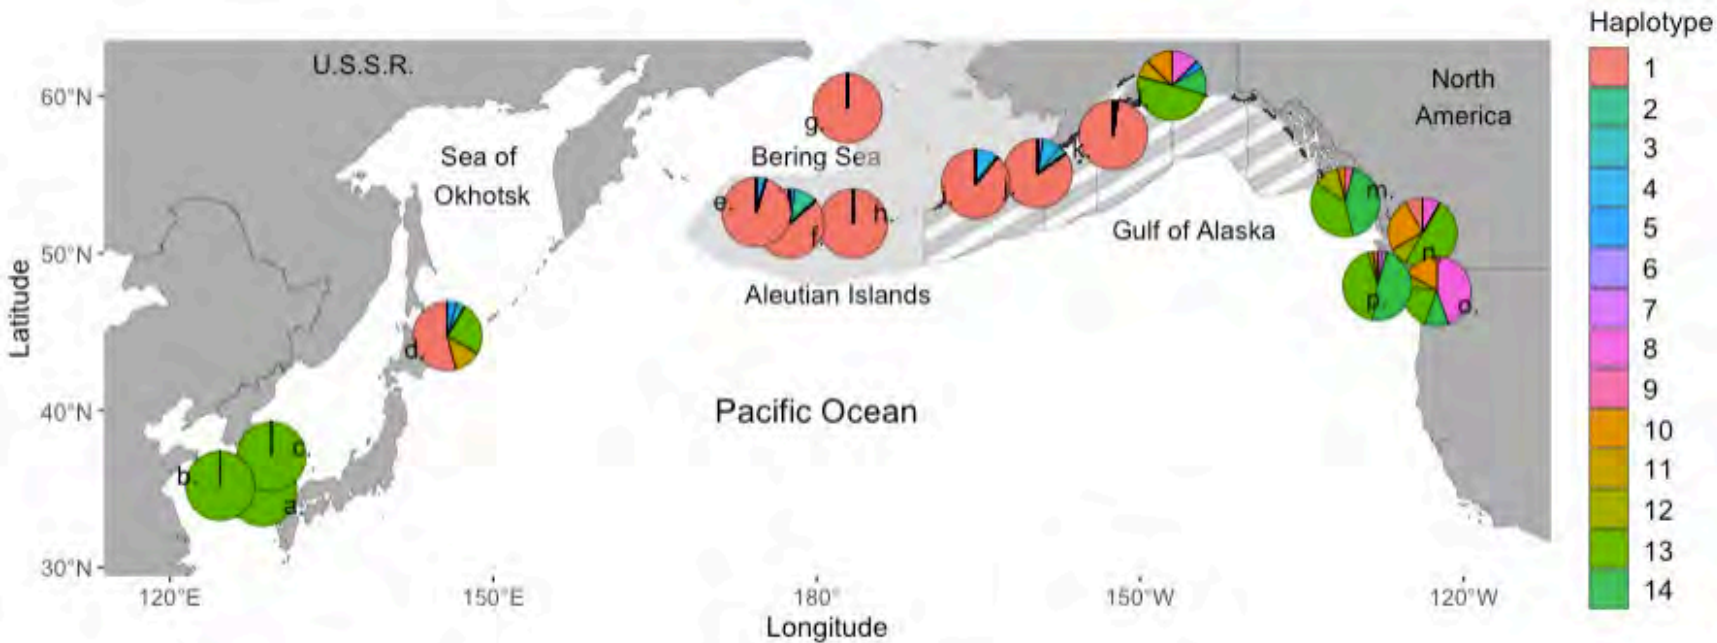 Haplotype
1
2
3
4
5
6
7
8
9
10
11
12
13
14
U.S.S.R.
North
America
Sea of
Okhotsk
Bering Sea
Gulf of Alaska
Aleutian Islands
Pacific Ocean
g.
e.
f.
h.
k.
m.
n.
p.
o.
d.
c.
b.
a.
60°N
50°N
40°N
30°N
Latitude
120°E
150°E
180°
150°W
120°W
Longitude